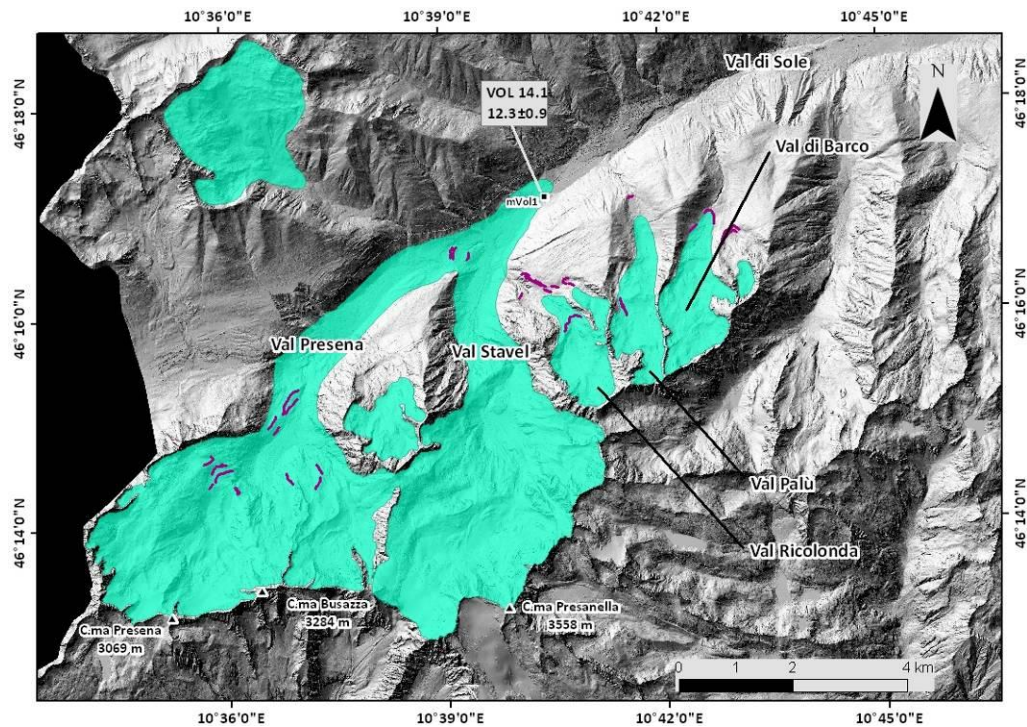 10°36'0"E 10°39'0"E 10°42'0"E 10°45'0"E
Val di Sole
N
VOL 14.1
12.3±0.9
46°18'0"N
46°18'0"N
Val di Barco
mVol1
46°16'0"N
46°16'0"N
Val Presena
Val Stavel
Val Palù
46°14'0"N
46°14'0"N
Val Ricolonda
C.ma Presena
3069 m
C.ma Busazza
3284 m
C.ma Presanella
3558 m
0 1 2 4 km
10°36'0"E 10°39'0"E 10°42'0"E 10°45'0"E